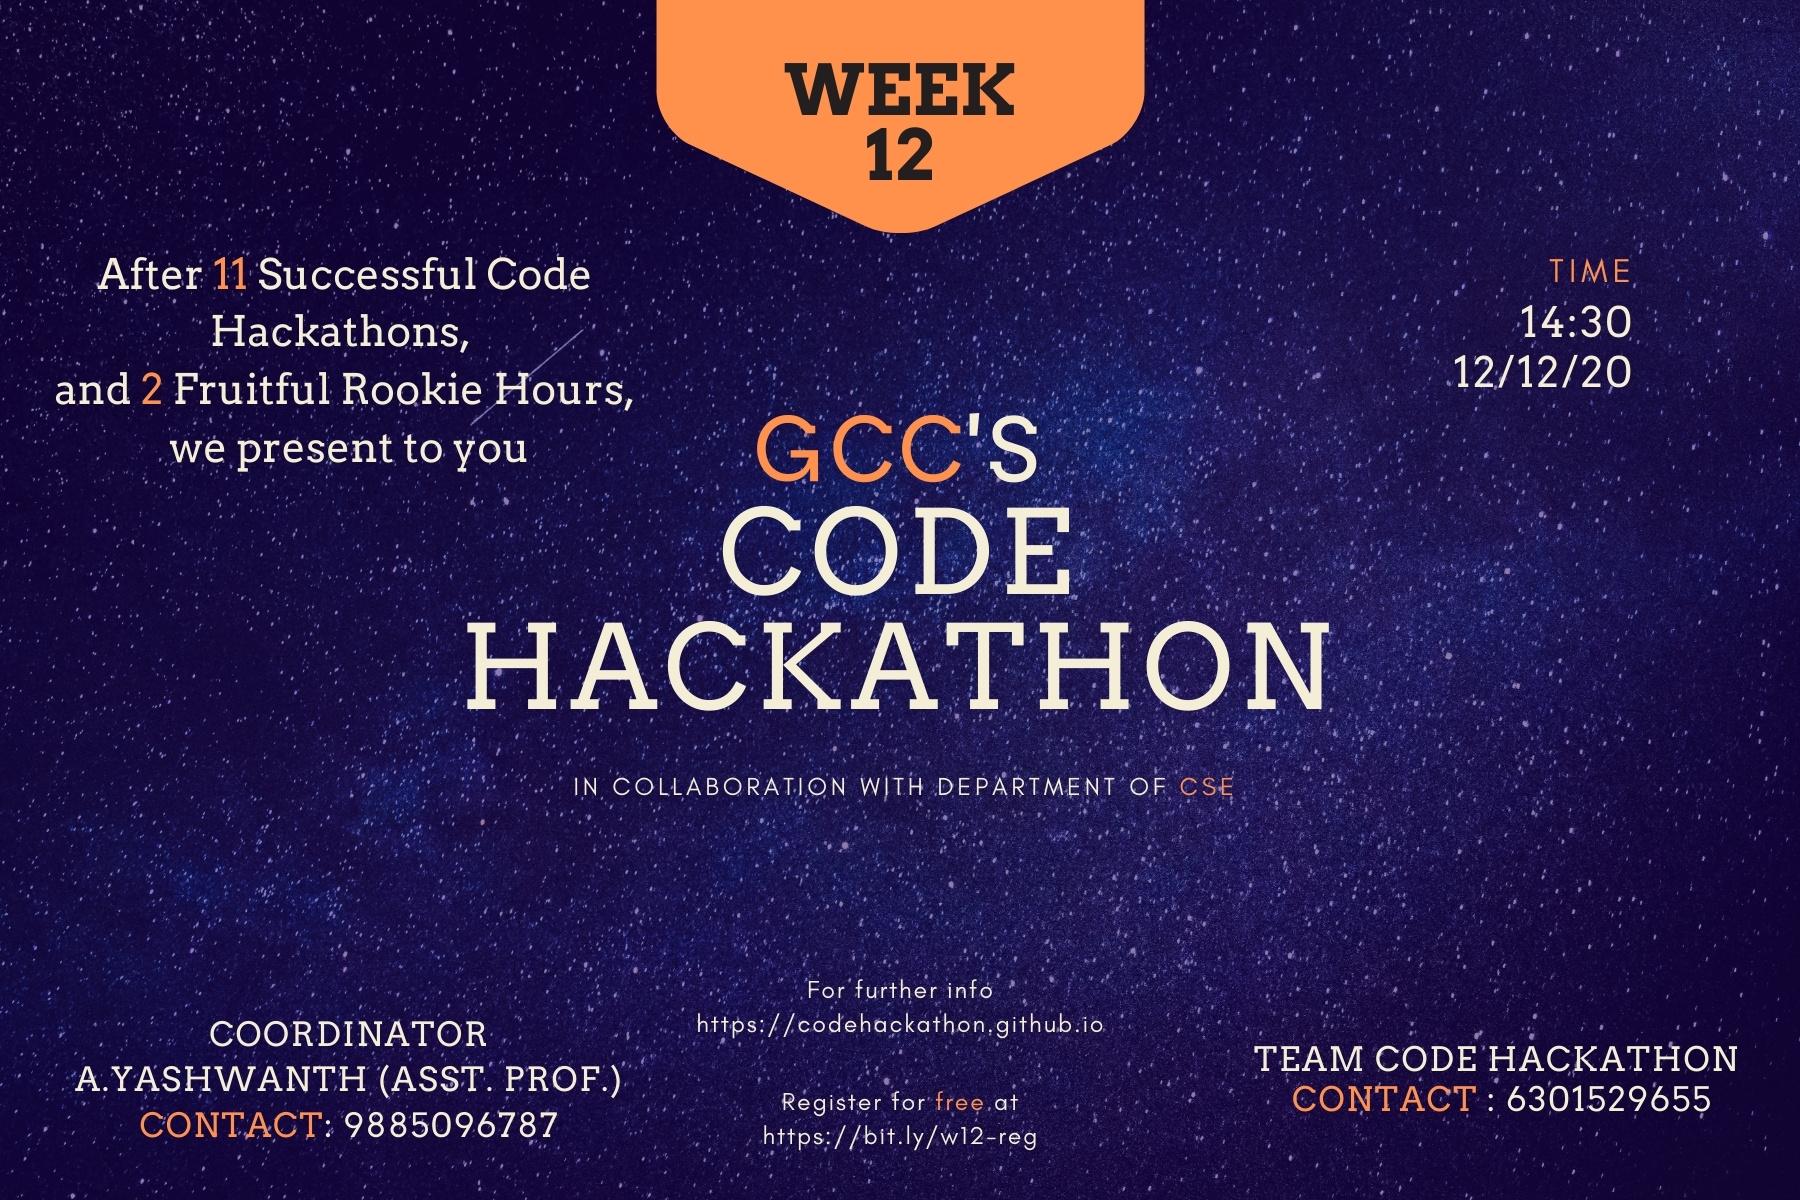 WEEK
12
After 11 Successful Code
Hackathons,
and 2 Fruitful Rookie Hours,
we present to you
TIME
14:30
12/12/20
GCC'S
CODE
HACKATHON
IN COLLABORATION WITH DEPARTMENT OF CSE
COORDINATOR
A.YASHWANTH (ASST. PROF.)
CONTACT: 9885096787
For further info
https://codehackathon.github.io
Register for free at
https://bit.ly/w12-reg
TEAM CODE HACKATHON
CONTACT : 6301529655